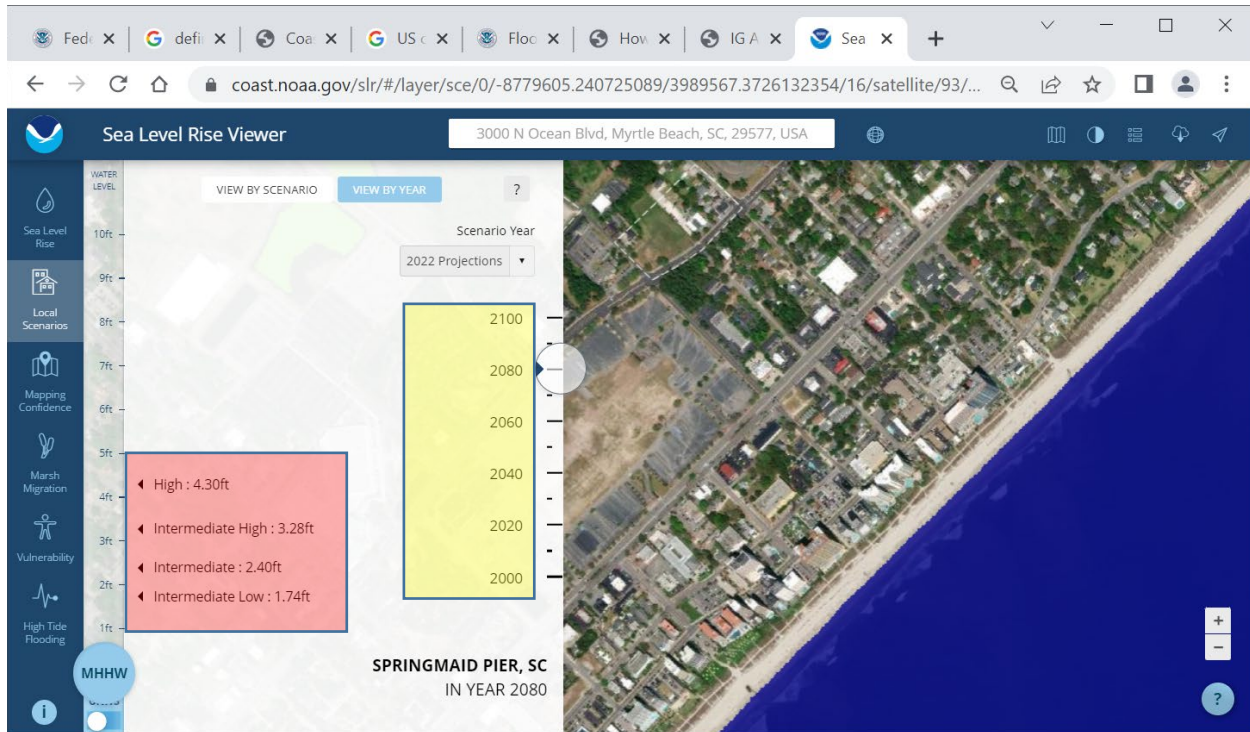 Fede
defi
Coa
US c
Floo
How
IG A
Sea
coast.noaa.gov/slr/#/layer/sce/0/-8779605.240725089/3989567.3726132354/16/satellite/93/...
Sea Level Rise Viewer
3000 N Ocean Blvd, Myrtle Beach, SC, 29577, USA
Sea Level
Rise
Local
Scenarios
Mapping
Confidence
Marsh
Migration
Vulnerability
High Tide
Flooding
i
WATER
LEVEL
10ft
9ft
8ft
7ft
6ft
5ft
4ft
3ft
2ft
1ft
MHHW
VIEW BY SCENARIO
VIEW BY YEAR
?
Scenario Year
2022 Projections
2100
2080
2060
2040
2020
2000
High : 4.30ft
Intermediate High : 3.28ft
Intermediate : 2.40ft
Intermediate Low : 1.74ft
SPRINGMAID PIER, SC
IN YEAR 2080
+
−
?